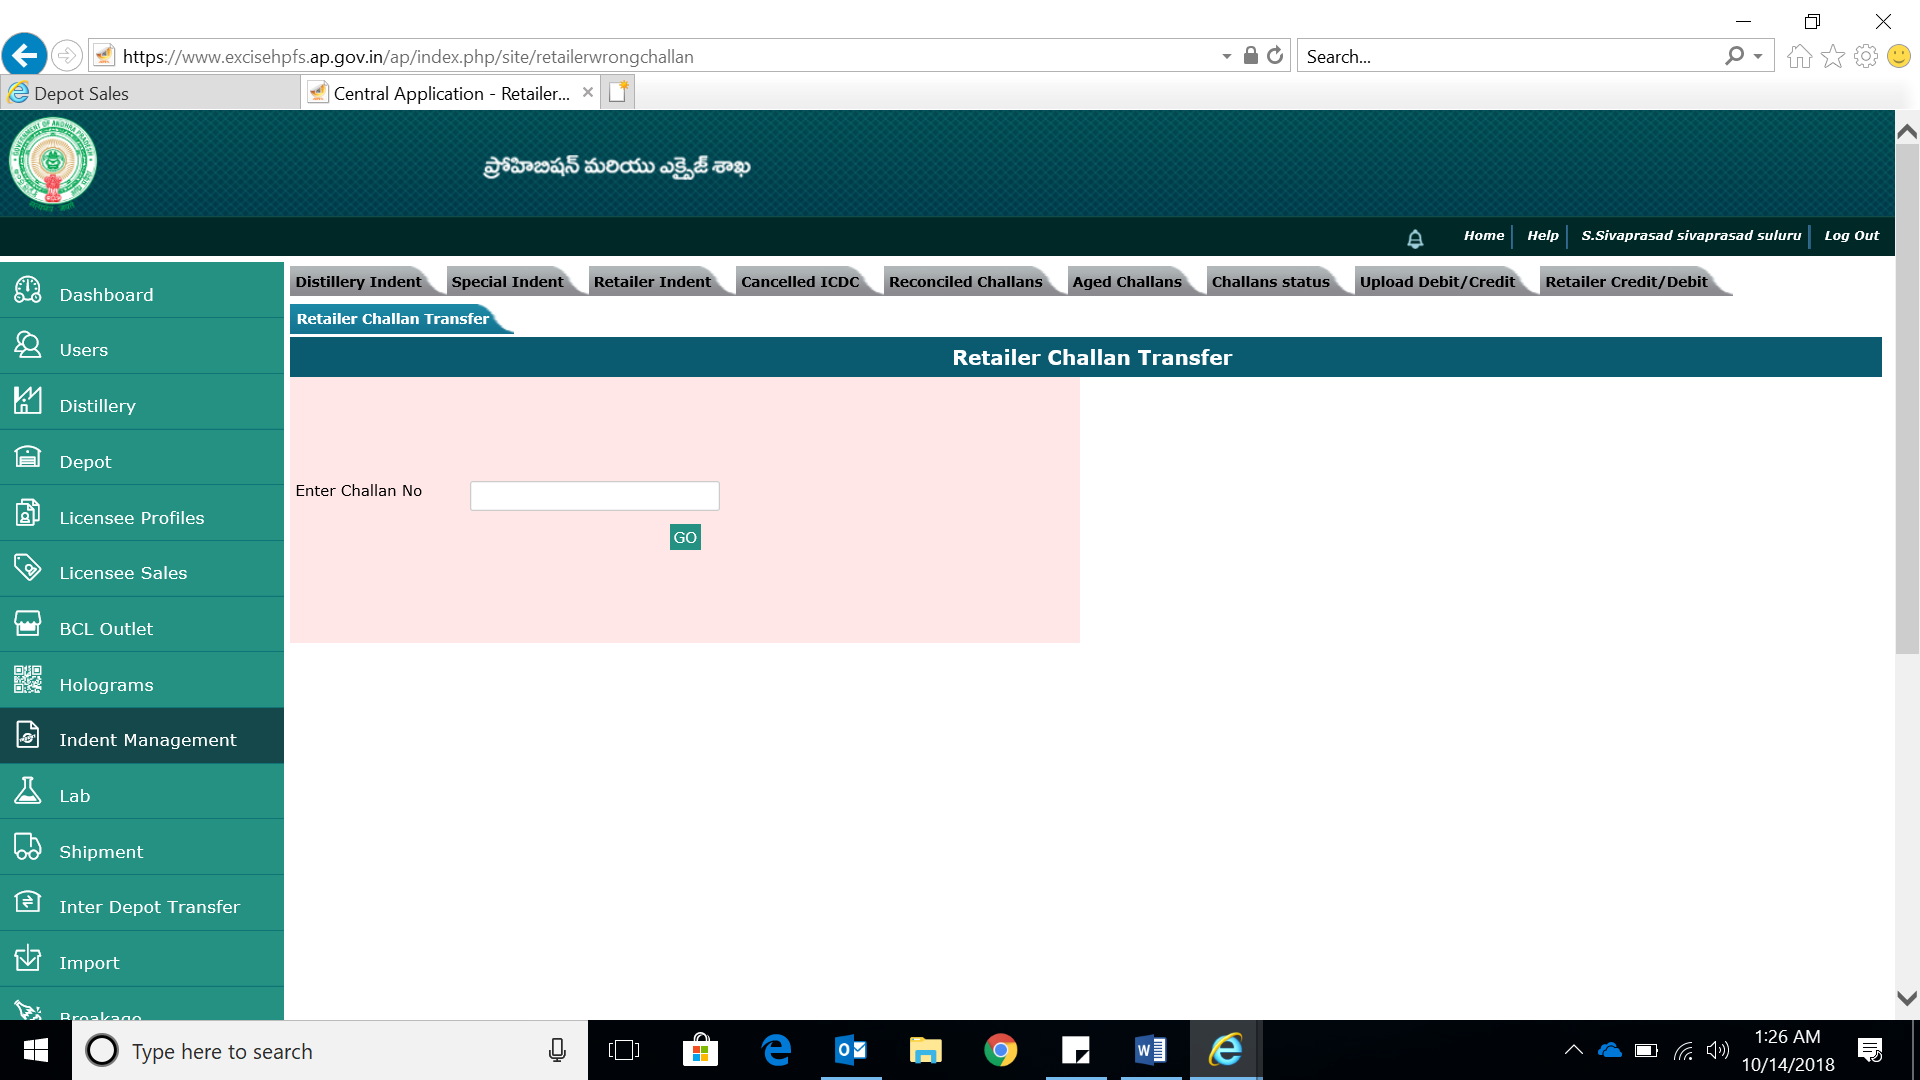 https://www.excisehpfs.ap.gov.in/ap/index.php/site/retailerwrongchallan
Search...
Depot Sales
Central Application - Retailer...
ప్రోహిబిషన్ మరియు ఎక్సైజ్ శాఖ
Home
Help
S.Sivaprasad sivaprasad suluru
Log Out
Dashboard
Users
Distillery
Depot
Licensee Profiles
Licensee Sales
BCL Outlet
Holograms
Indent Management
Lab
Shipment
Inter Depot Transfer
Import
Breakage
Distillery Indent
Special Indent
Retailer Indent
Cancelled ICDC
Reconciled Challans
Aged Challans
Challans status
Upload Debit/Credit
Retailer Credit/Debit
Retailer Challan Transfer
Retailer Challan Transfer
Enter Challan No
GO
Type here to search
1:26 AM
10/14/2018